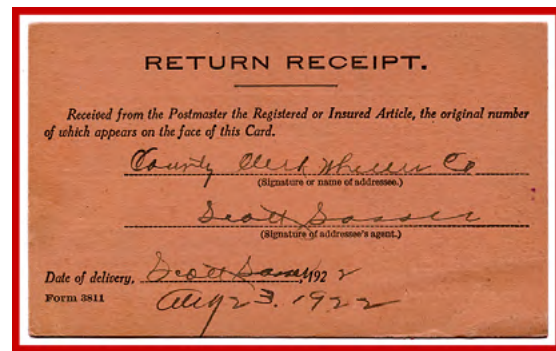 RETURN RECEIPT.
Received from the Postmaster the Registered or Insured Article, the original number
of which appears on the face of this Card.
County Clerk Wheeler Co
(Signature or name of addressee.)
Scott Sasser
(Signature of addressee's agent.)
Date of delivery, Scott Sasser, 192 2
Form 3811
Aug 23. 1922